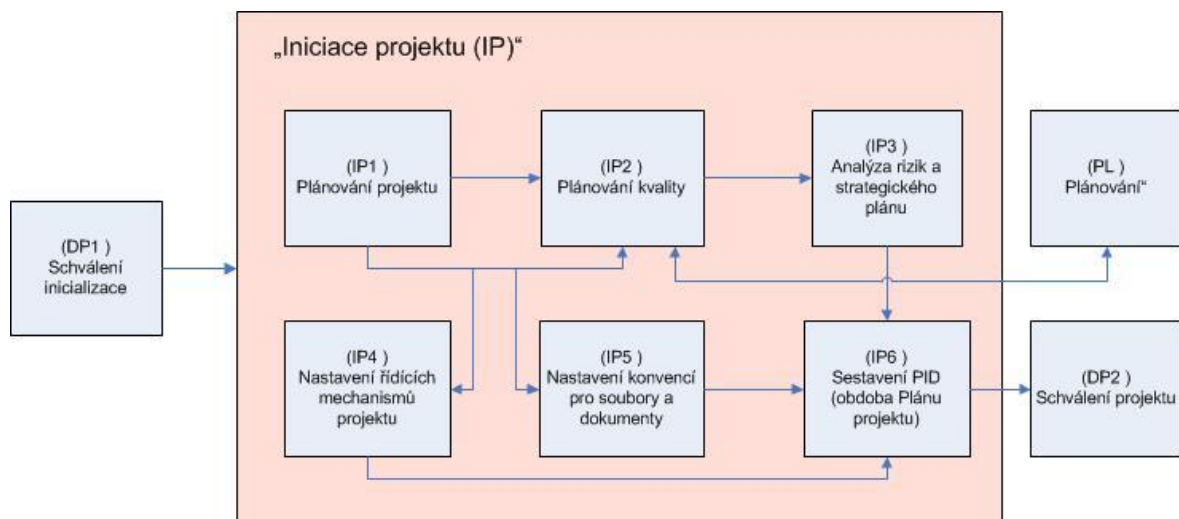 „Iniciace projektu (IP)“
(IP1 )
Plánování projektu
(IP2 )
Plánování kvality
(IP3 )
Analýza rizik a
strategického
plánu
(PL )
Plánování“
(DP1 )
Schválení
inicializace
(IP4 )
Nastavení řídících
mechanismů
projektu
(IP5 )
Nastavení konvencí
pro soubory a
dokumenty
(IP6 )
Sestavení PID
(obdoba Plánu
projektu)
(DP2 )
Schválení projektu